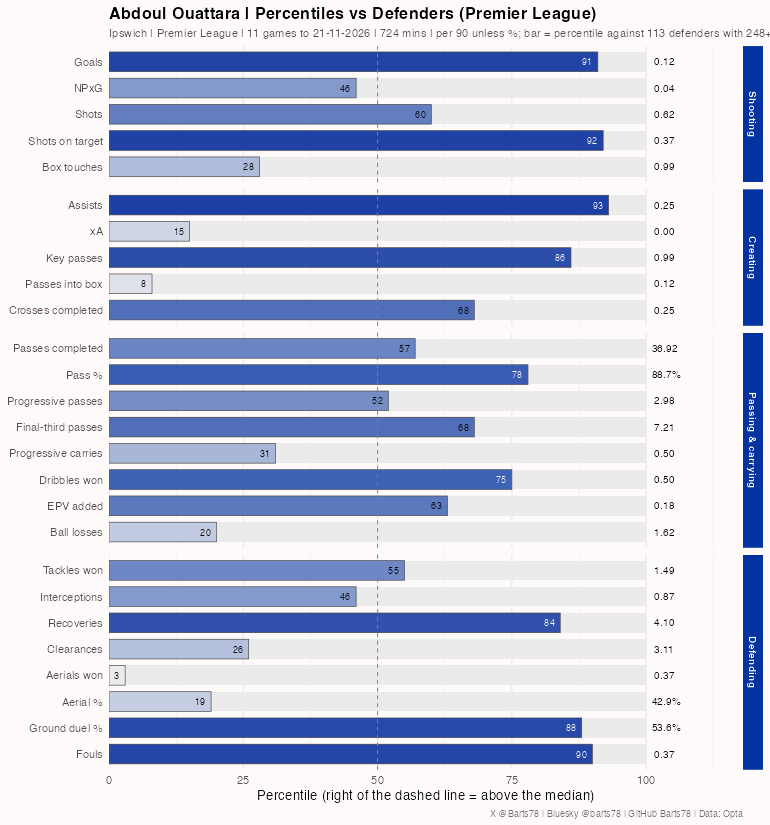 Abdoul Ouattara | Percentiles vs Defenders (Premier League)
Ipswich | Premier League | 11 games to 21-11-2026 | 724 mins | per 90 unless %; bar = percentile against 113 defenders with 248+
Goals 91 0.12
NPxG 46 0.04
Shots 60 0.62
Shots on target 92 0.37
Box touches 28 0.99
Shooting
Assists 93 0.25
xA 15 0.00
Key passes 86 0.99
Passes into box 8 0.12
Crosses completed 68 0.25
Creating
Passes completed 57 36.92
Pass % 78 88.7%
Progressive passes 52 2.98
Final-third passes 68 7.21
Progressive carries 31 0.50
Dribbles won 75 0.50
EPV added 63 0.18
Ball losses 20 1.62
Passing & carrying
Tackles won 55 1.49
Interceptions 46 0.87
Recoveries 84 4.10
Clearances 26 3.11
Aerials won 3 0.37
Aerial % 19 42.9%
Ground duel % 88 53.6%
Fouls 90 0.37
Defending
0 25 50 75 100
Percentile (right of the dashed line = above the median)
X @Barts78 | Bluesky @barts78 | GitHub Barts78 | Data: Opta